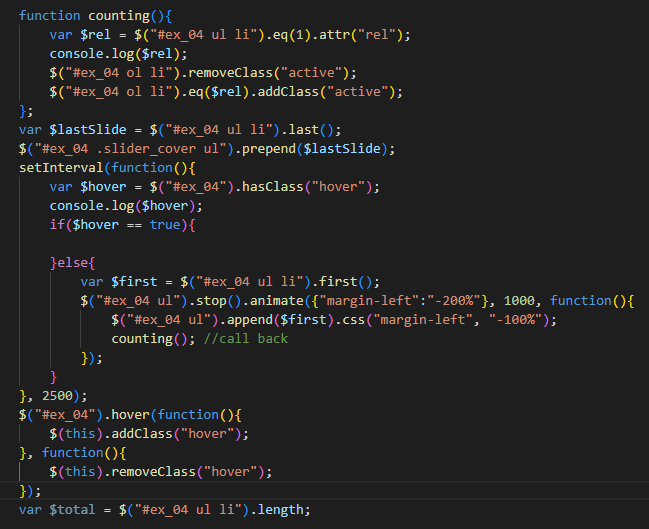 function counting(){
    var $rel = $("#ex_04 ul li").eq(1).attr("rel");
    console.log($rel);
    $("#ex_04 ol li").removeClass("active");
    $("#ex_04 ol li").eq($rel).addClass("active");
};
var $lastSlide = $("#ex_04 ul li").last();
$("#ex_04 .slider_cover ul").prepend($lastSlide);
setInterval(function(){
    var $hover = $("#ex_04").hasClass("hover");
    console.log($hover);
    if($hover == true){

    }else{
        var $first = $("#ex_04 ul li").first();
        $("#ex_04 ul").stop().animate({"margin-left":"-200%"}, 1000, function(){
            $("#ex_04 ul").append($first).css("margin-left", "-100%");
            counting(); //call back
        });
    }
}, 2500);
$("#ex_04").hover(function(){
    $(this).addClass("hover");
}, function(){
    $(this).removeClass("hover");
});
var $total = $("#ex_04 ul li").length;